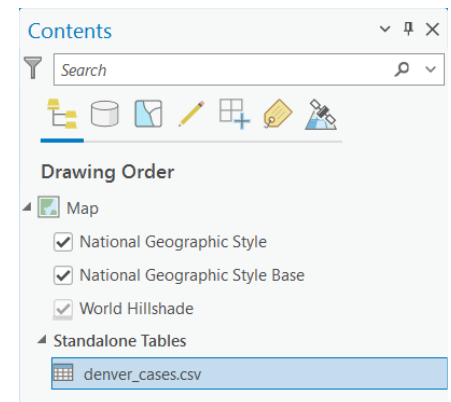 Contents
Search
Drawing Order
Map
National Geographic Style
National Geographic Style Base
World Hillshade
Standalone Tables
denver_cases.csv